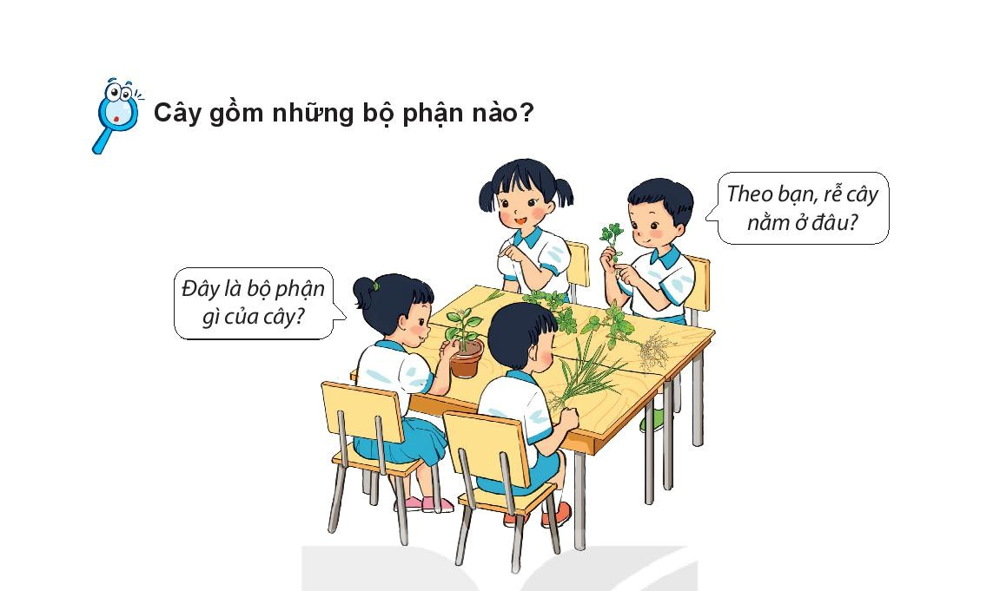 Cây gồm những bộ phận nào?
Theo bạn, rễ cây
nằm ở đâu?
Đây là bộ phận
gì của cây?